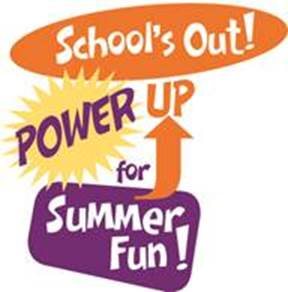 School's Out!
POWER UP
for
Summer
Fun!